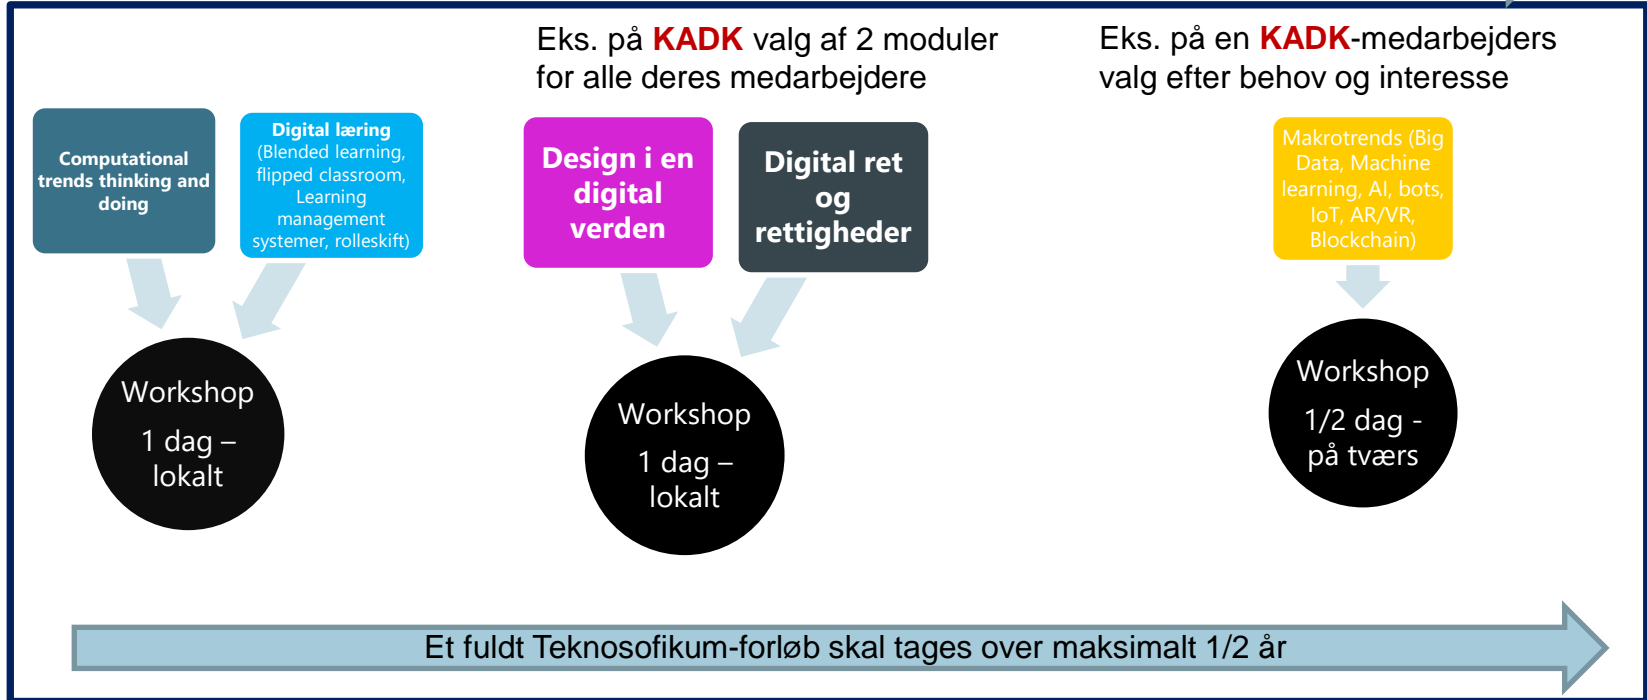 Eks. på KADK valg af 2 moduler
for alle deres medarbejdere
Eks. på en KADK-medarbejders
valg efter behov og interesse
Computational
trends thinking and
doing
Digital læring
(Blended learning,
flipped classroom,
Learning
management
systemer, rolleskift)
Design i en
digital
verden
Digital ret
og
rettigheder
Makrotrends (Big
Data, Machine
learning, AI, bots,
IoT, AR/VR,
Blockchain)
Workshop
1 dag –
lokalt
Workshop
1 dag –
lokalt
Workshop
1/2 dag -
på tværs
Et fuldt Teknosofikum-forløb skal tages over maksimalt 1/2 år